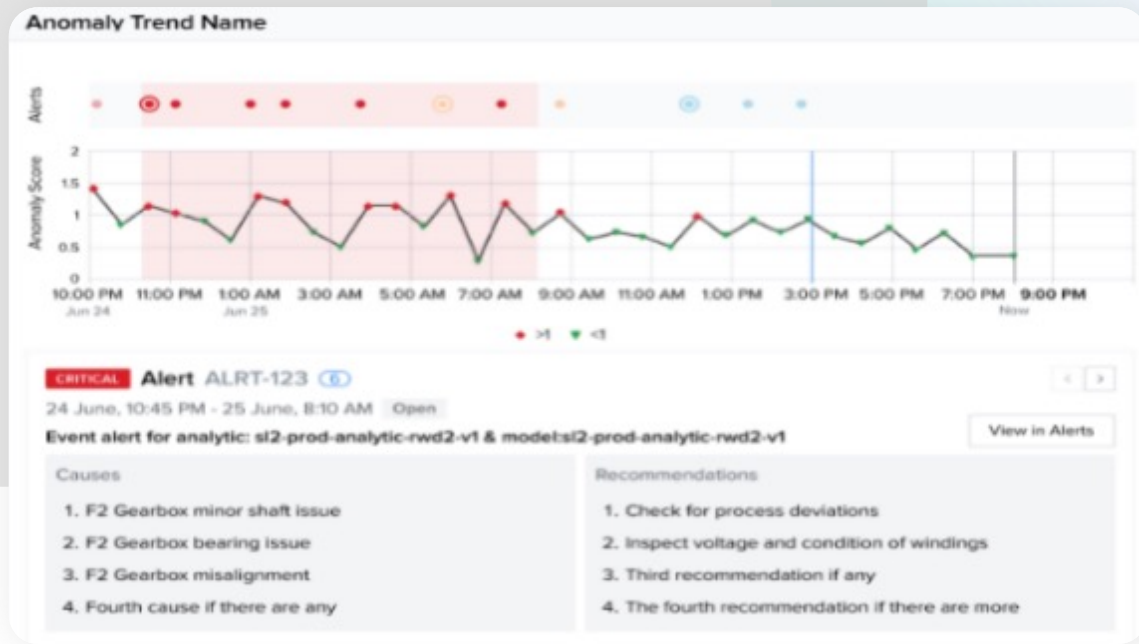 Anomaly Trend Name
Alerts
Anomaly Score
2
1.5
1
0.5
0
10:00 PM 11:00 PM 1:00 AM 3:00 AM 5:00 AM 7:00 AM 9:00 AM 11:00 AM 1:00 PM 3:00 PM 5:00 PM 7:00 PM 9:00 PM
Jun 24 Jun 25 Now
>1 <1
CRITICAL Alert ALRT-123 6
24 June, 10:45 PM - 25 June, 8:10 AM Open
Event alert for analytic: sl2-prod-analytic-rwd2-v1 & model:sl2-prod-analytic-rwd2-v1
View in Alerts
Causes
1. F2 Gearbox minor shaft issue
2. F2 Gearbox bearing issue
3. F2 Gearbox misalignment
4. Fourth cause if there are any
Recommendations
1. Check for process deviations
2. Inspect voltage and condition of windings
3. Third recommendation if any
4. The fourth recommendation if there are more